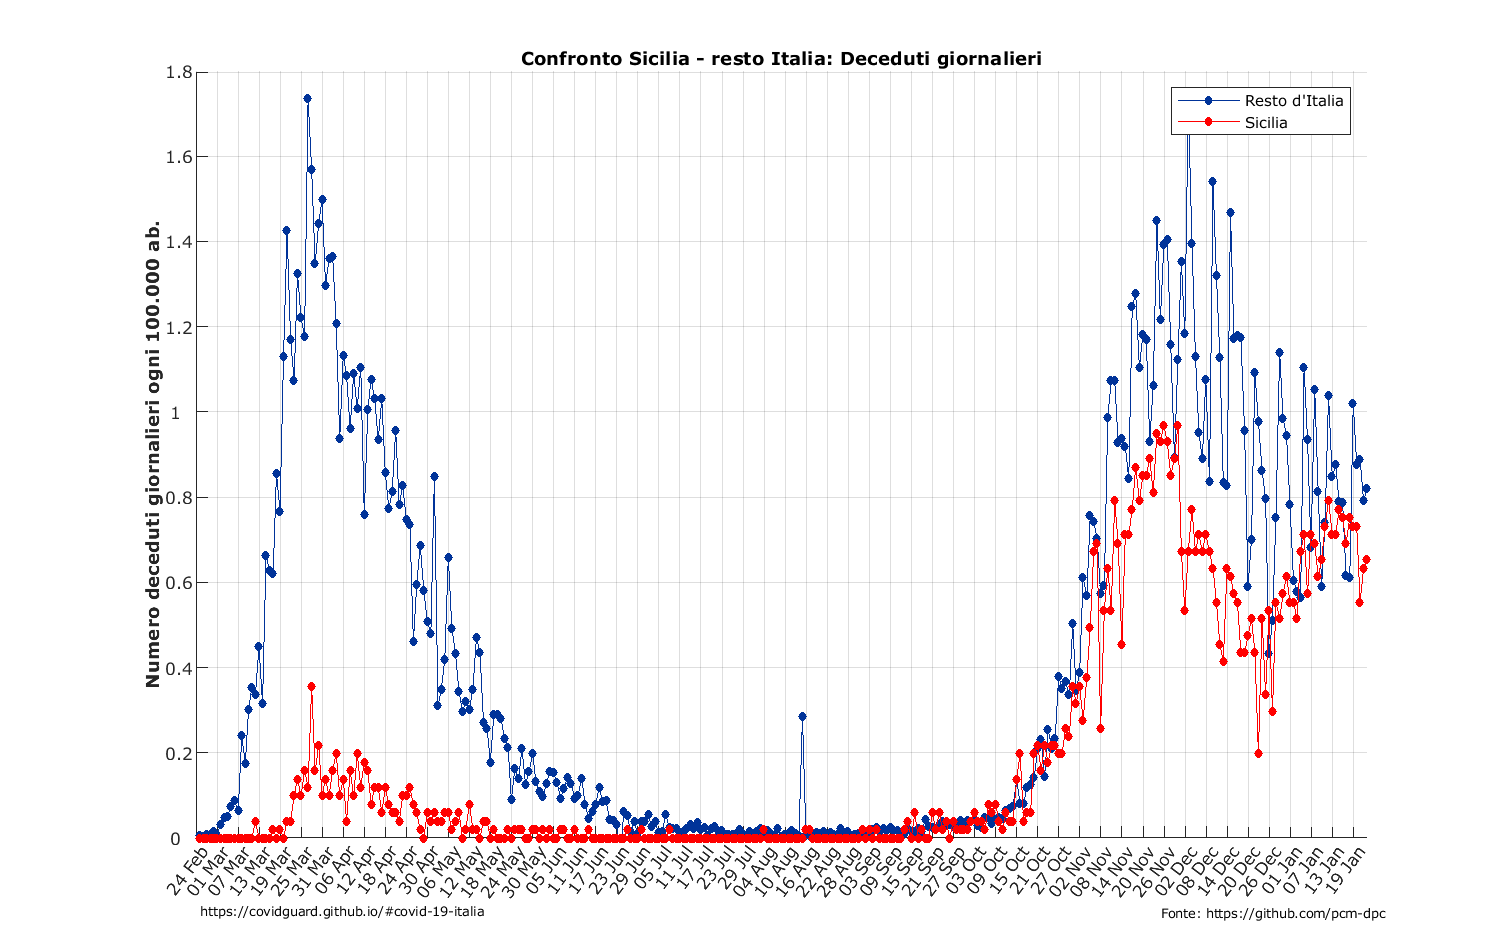 Confronto Sicilia - resto Italia: Deceduti giornalieri
Numero deceduti giornalieri ogni 100.000 ab.
1.8
1.6
1.4
1.2
1
0.8
0.6
0.4
0.2
0
Resto d'Italia
Sicilia
24 Feb
01 Mar
07 Mar
13 Mar
19 Mar
25 Mar
31 Mar
06 Apr
12 Apr
18 Apr
24 Apr
30 Apr
06 May
12 May
18 May
24 May
30 May
05 Jun
11 Jun
17 Jun
23 Jun
29 Jun
05 Jul
11 Jul
17 Jul
23 Jul
29 Jul
04 Aug
10 Aug
16 Aug
22 Aug
28 Aug
03 Sep
09 Sep
15 Sep
21 Sep
27 Sep
03 Oct
09 Oct
15 Oct
21 Oct
27 Oct
02 Nov
08 Nov
14 Nov
20 Nov
26 Nov
02 Dec
08 Dec
14 Dec
20 Dec
26 Dec
01 Jan
07 Jan
13 Jan
19 Jan
https://covidguard.github.io/#covid-19-italia
Fonte: https://github.com/pcm-dpc